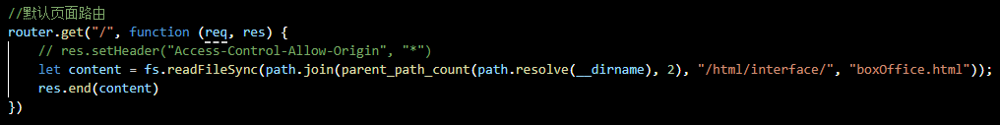 //默认页面路由
router.get("/", function (req, res) {
    // res.setHeader("Access-Control-Allow-Origin", "*")
    let content = fs.readFileSync(path.join(parent_path_count(path.resolve(__dirname), 2), "/html/interface/", "boxOffice.html"));
    res.end(content)
})